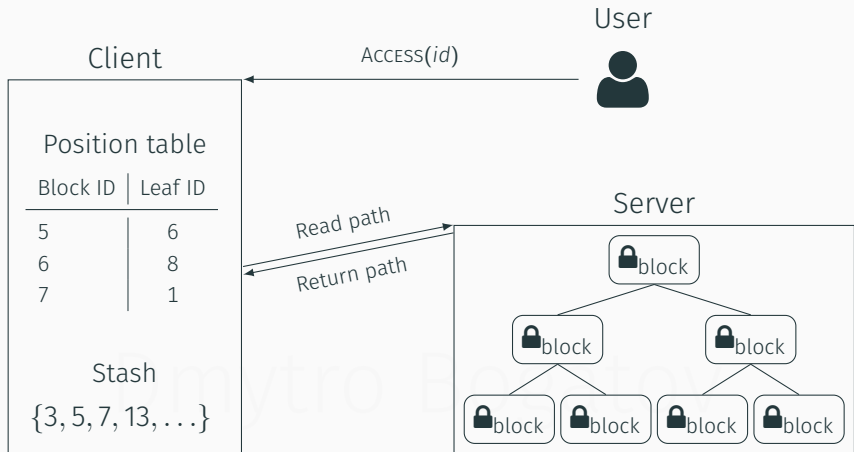 User
Client
ACCESS(id)
Position table
Block ID Leaf ID
5 6
6 8
7 1
Read path
Return path
Server
block
block
block
block
block
block
block
Stash
{3, 5, 7, 13, . . .}
Dmytro Bogatov